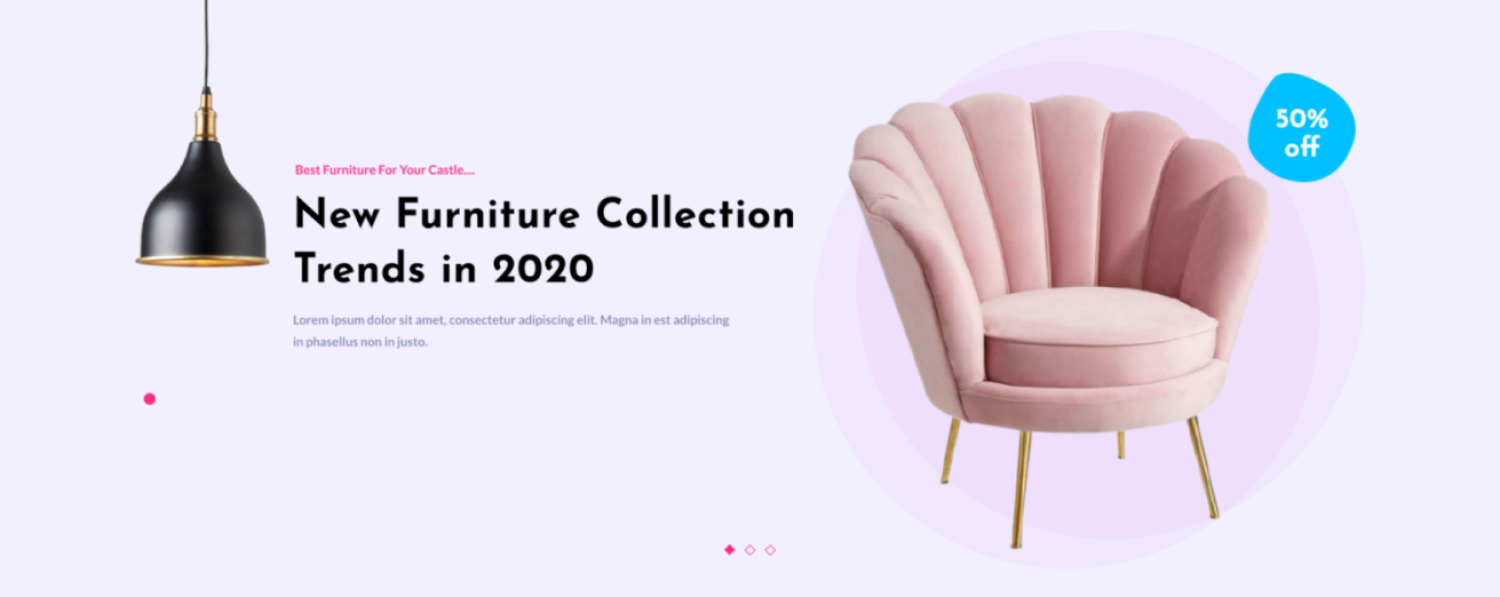 Best Furniture For Your Castle....
New Furniture Collection
Trends in 2020
Lorem ipsum dolor sit amet, consectetur adipiscing elit. Magna in est adipiscing
in phasellus non in justo.
50%
off